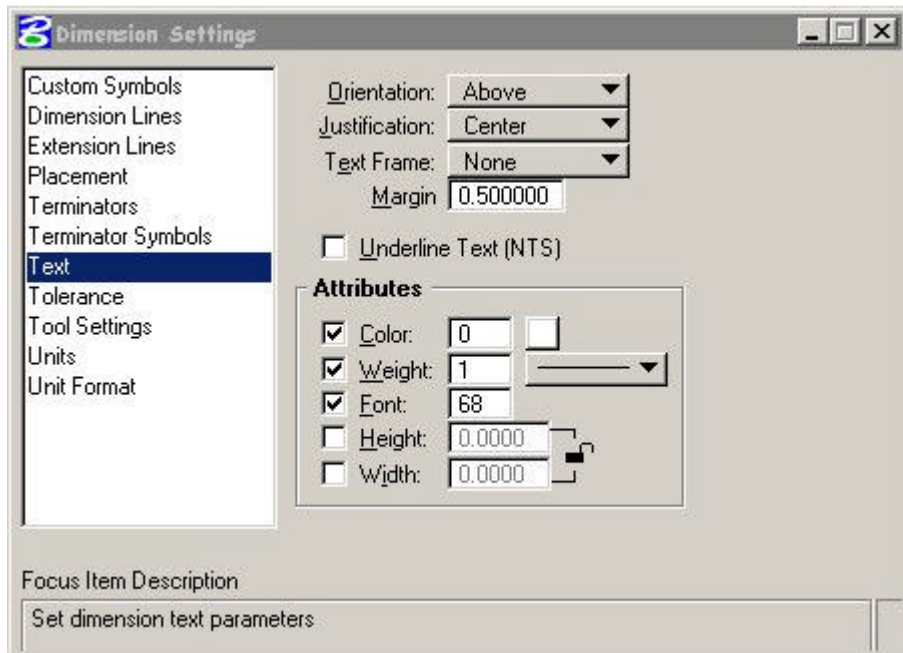 Dimension Settings
Custom Symbols
Dimension Lines
Extension Lines
Placement
Terminators
Terminator Symbols
Text
Tolerance
Tool Settings
Units
Unit Format
Orientation: Above
Justification: Center
Text Frame: None
Margin 0.500000
Underline Text (NTS)
Attributes
Color: 0
Weight: 1
Font: 68
Height: 0.0000
Width: 0.0000
Focus Item Description
Set dimension text parameters